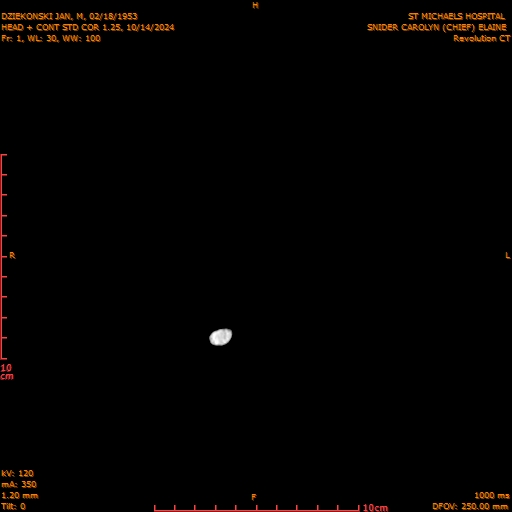 H
DZIEKONSKI JAN, M, 02/18/1953
HEAD + CONT STD COR 1.25, 10/14/2024
Fr: 1, WL: 30, WW: 100
ST MICHAELS HOSPITAL
SNIDER CAROLYN (CHIEF) ELAINE
Revolution CT
R
L
10
cm
kV: 120
mA: 350
1.20 mm
Tilt: 0
F
10cm
1000 ms
DFOV: 250.00 mm